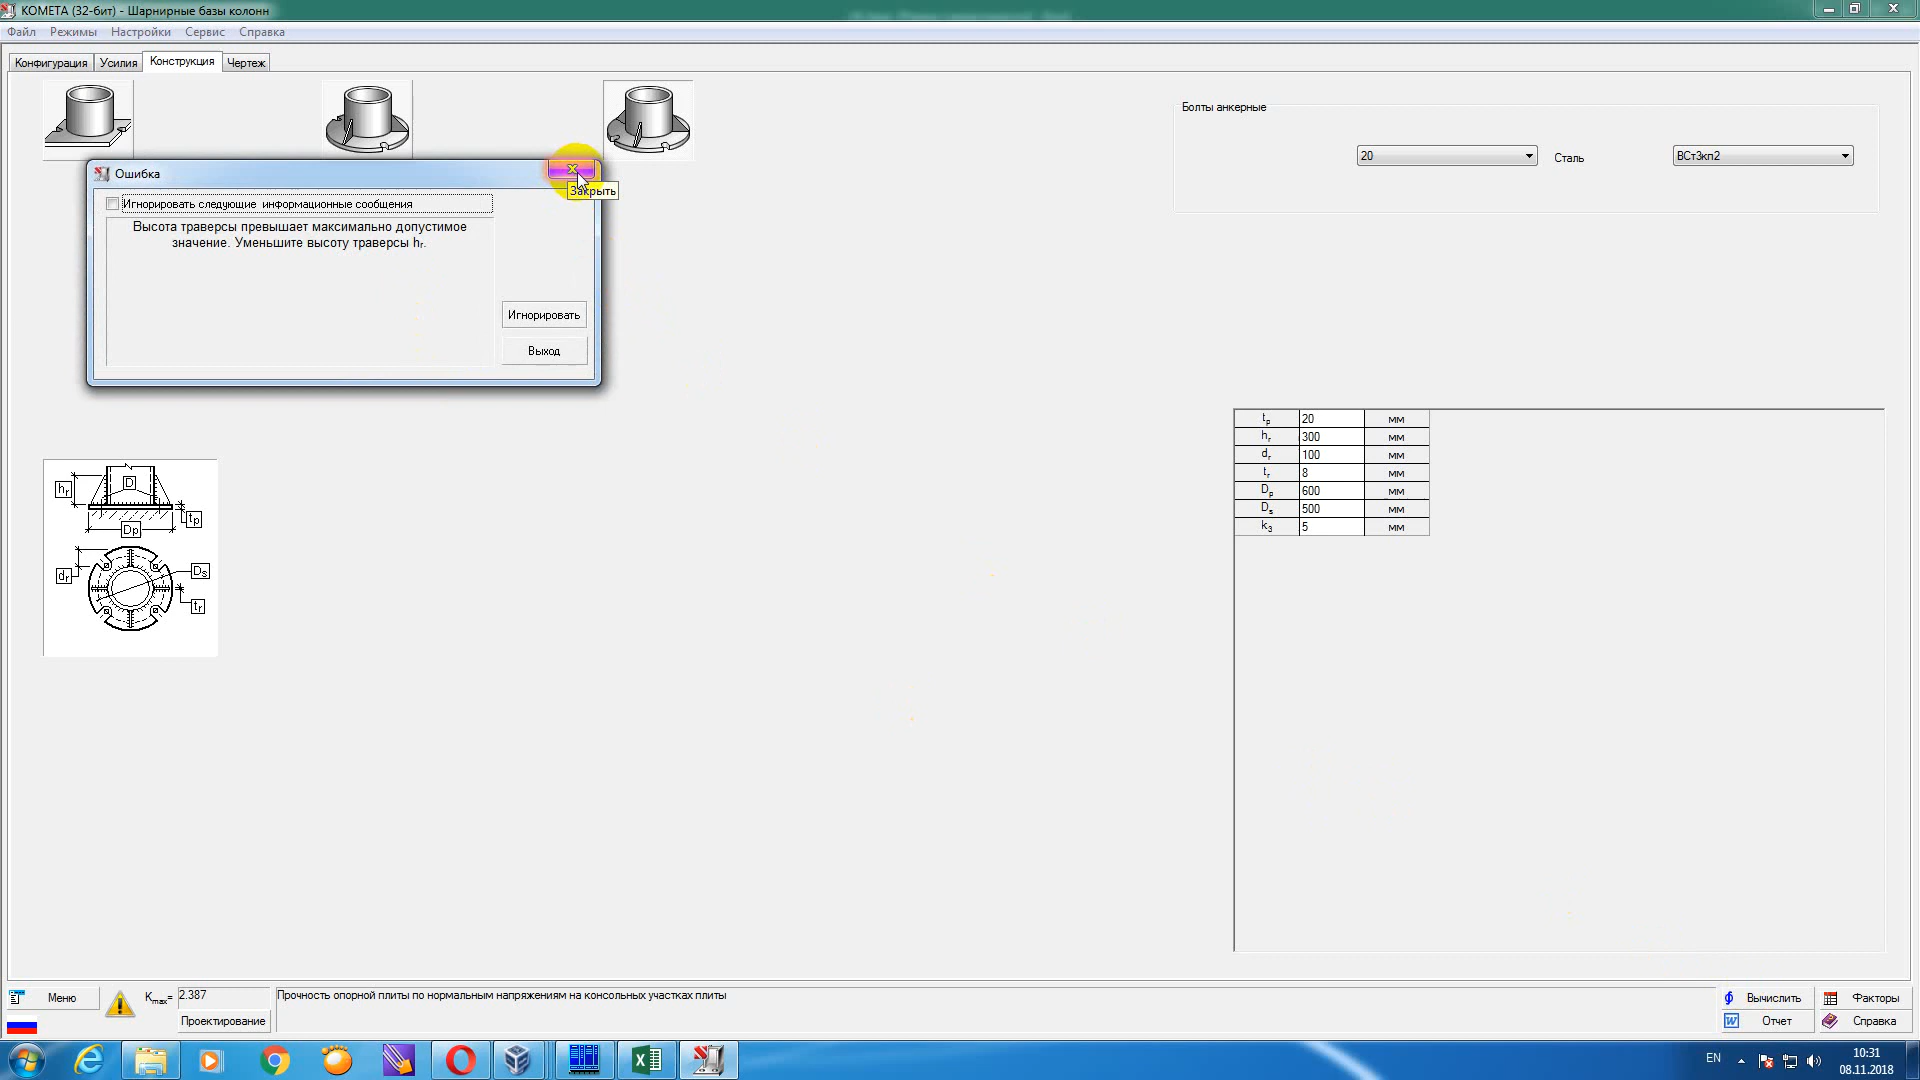 КОМЕТА (32-бит) - Шарнирные базы колонн
Файл Режимы Настройки Сервис Справка
Конфигурация Усилия Конструкция Чертеж
Болты анкерные
20 Сталь ВСт3кп2
Ошибка
Закрыть
Игнорировать следующие информационные сообщения
Высота траверсы превышает максимально допустимое
значение. Уменьшите высоту траверсы hr.
Игнорировать
Выход
tp 20 мм
hr 300 мм
dr 100 мм
tr 8 мм
Dp 600 мм
Ds 500 мм
k3 5 мм
D
hr
tp
Dp
Ds
dr
tr
Меню
Kmax= 2.387
Прочность опорной плиты по нормальным напряжениям на консольных участках плиты
Проектирование
Вычислить Факторы
Отчет Справка
EN
10:31
08.11.2018